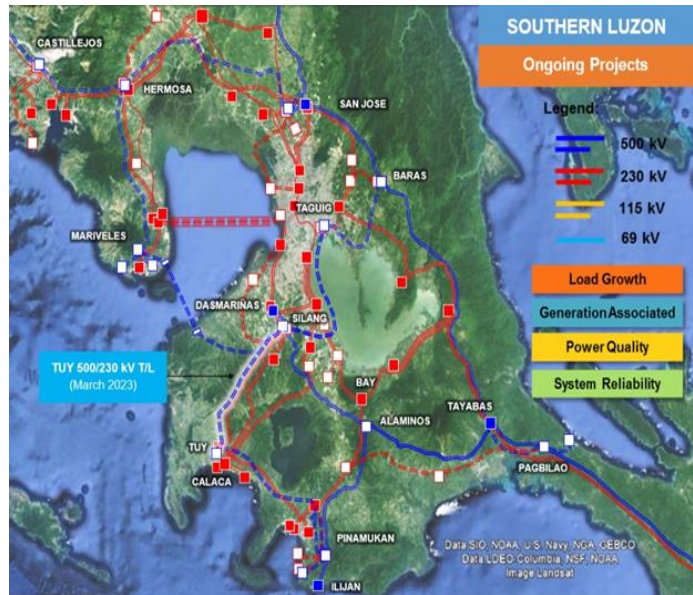 SOUTHERN LUZON
Ongoing Projects
Legend:
500 kV
230 kV
115 kV
69 kV
Load Growth
Generation Associated
Power Quality
System Reliability
CASTILLEJOS
HERMOSA
SAN JOSE
BARAS
TAGUIG
MARIVELES
DASMARIÑAS
SILANG
TUY 500/230 kV T/L
(March 2023)
BAY
ALAMINOS
TAYABAS
TUY
CALACA
PAGBILAO
PINAMUKAN
ILIJAN
Data SIO, NOAA, U.S. Navy, NGA, GEBCO
Data LDEO-Columbia, NSF, NOAA
Image Landsat